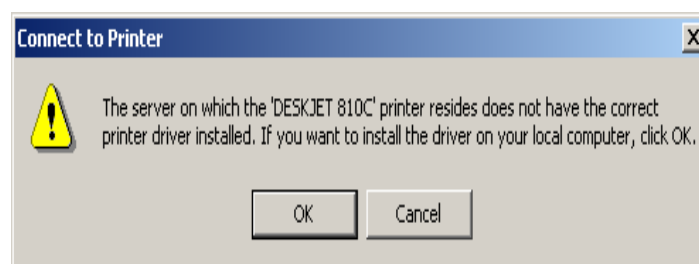 Connect to Printer
X
The server on which the 'DESKJET 810C' printer resides does not have the correct
printer driver installed. If you want to install the driver on your local computer, click OK.
OK Cancel